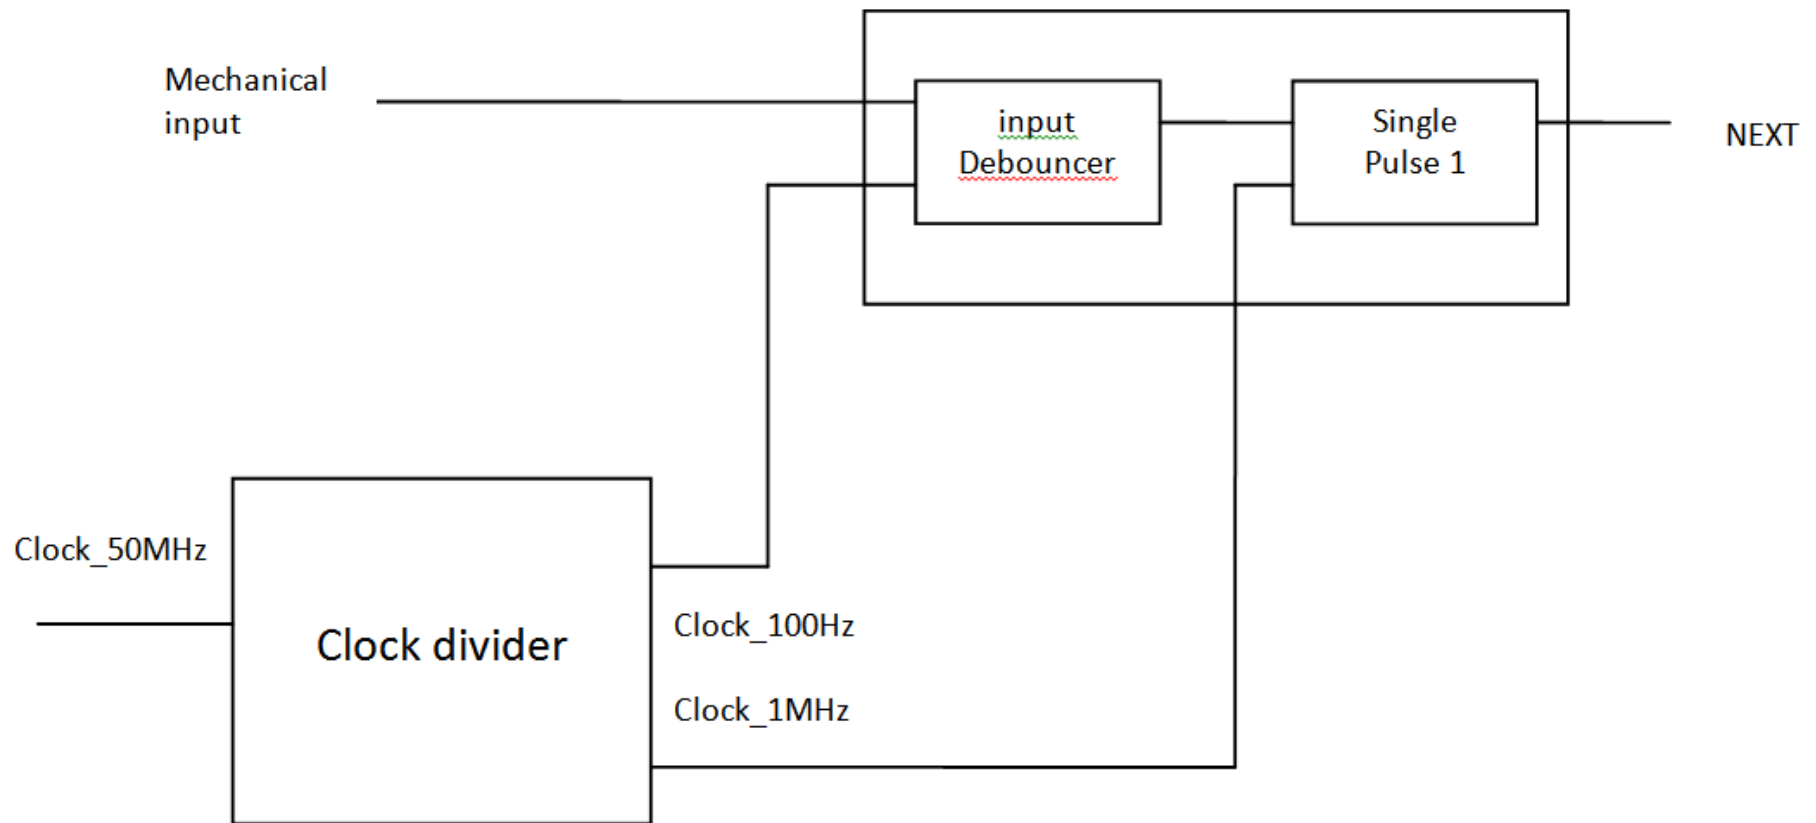 Mechanical
input
input
Debouncer
Single
Pulse 1
NEXT
Clock_50MHz
Clock divider
Clock_100Hz
Clock_1MHz